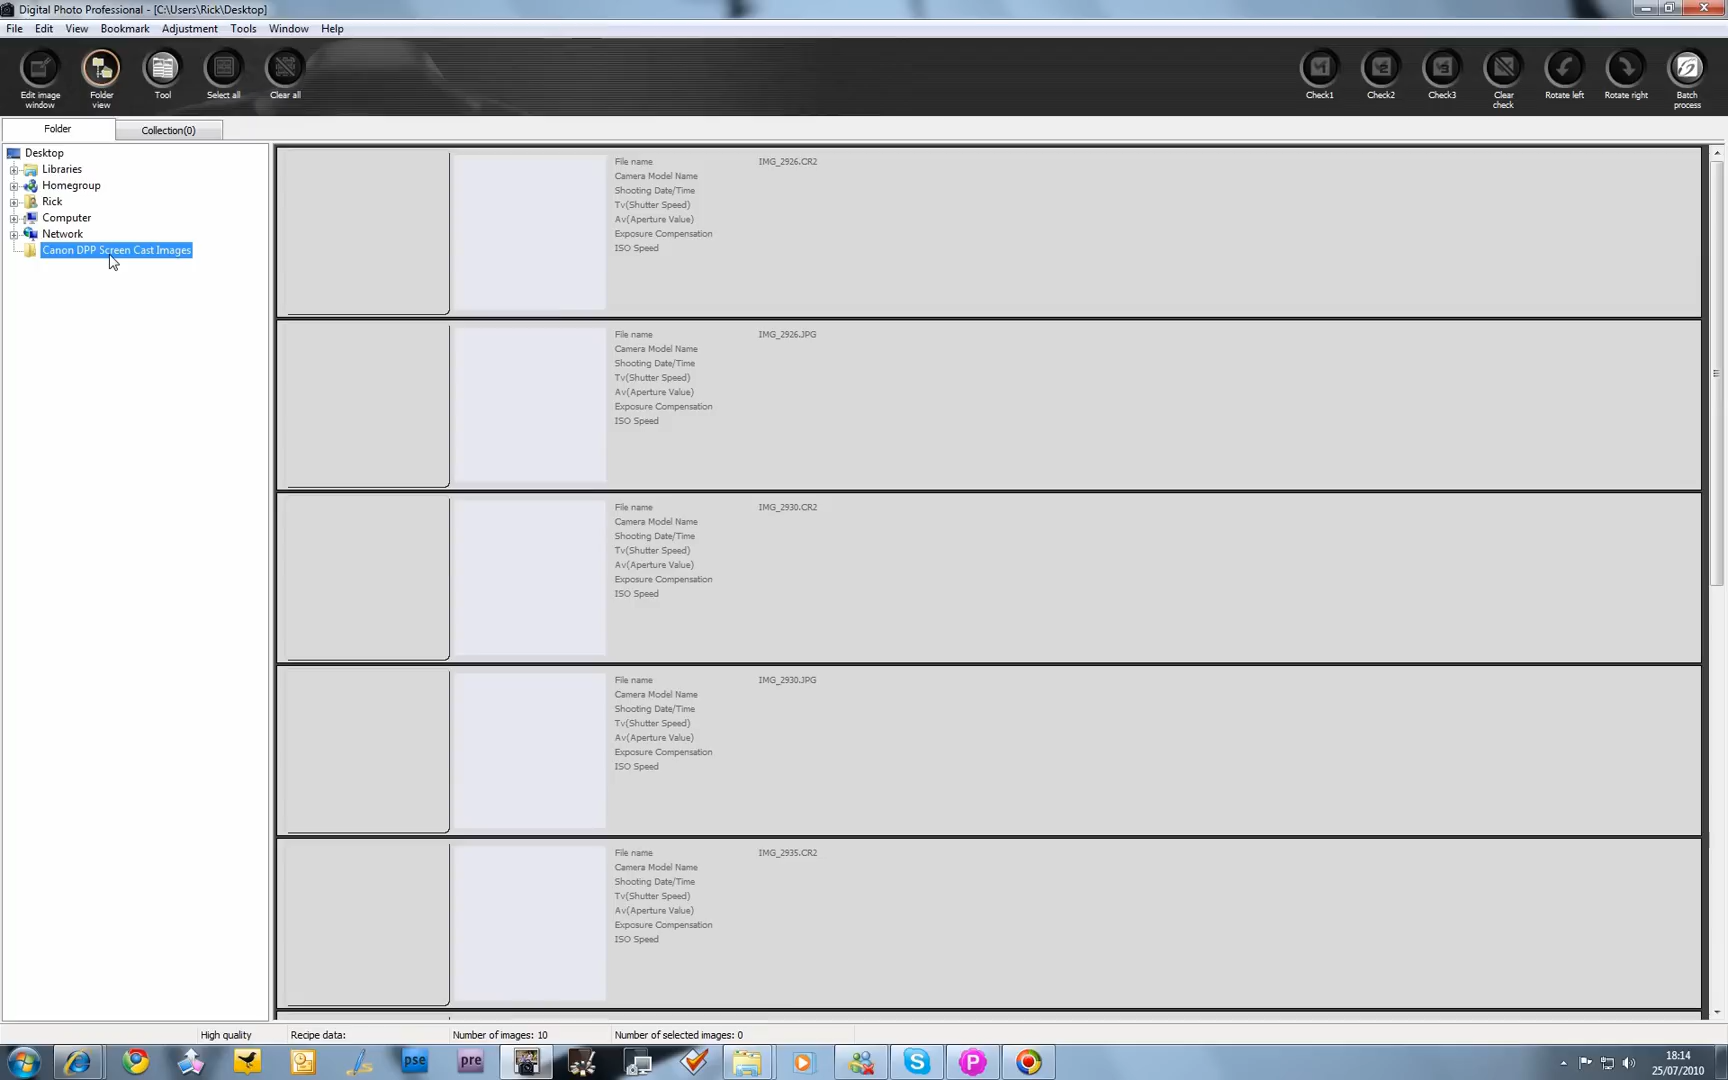 Digital Photo Professional - [C:\Users\Rick\Desktop]
File Edit View Bookmark Adjustment Tools Window Help
Edit image window
Folder view
Tool
Select all
Clear all
Check1
Check2
Check3
Clear check
Rotate left
Rotate right
Batch process
Folder
Collection(0)
Desktop
Libraries
Homegroup
Rick
Computer
Network
Canon DPP Screen Cast Images
File name IMG_2926.CR2
Camera Model Name
Shooting Date/Time
Tv(Shutter Speed)
Av(Aperture Value)
Exposure Compensation
ISO Speed
File name IMG_2926.JPG
Camera Model Name
Shooting Date/Time
Tv(Shutter Speed)
Av(Aperture Value)
Exposure Compensation
ISO Speed
File name IMG_2930.CR2
Camera Model Name
Shooting Date/Time
Tv(Shutter Speed)
Av(Aperture Value)
Exposure Compensation
ISO Speed
File name IMG_2930.JPG
Camera Model Name
Shooting Date/Time
Tv(Shutter Speed)
Av(Aperture Value)
Exposure Compensation
ISO Speed
File name IMG_2935.CR2
Camera Model Name
Shooting Date/Time
Tv(Shutter Speed)
Av(Aperture Value)
Exposure Compensation
ISO Speed
High quality Recipe data: Number of images: 10 Number of selected images: 0
pse pre S P
18:14
25/07/2010